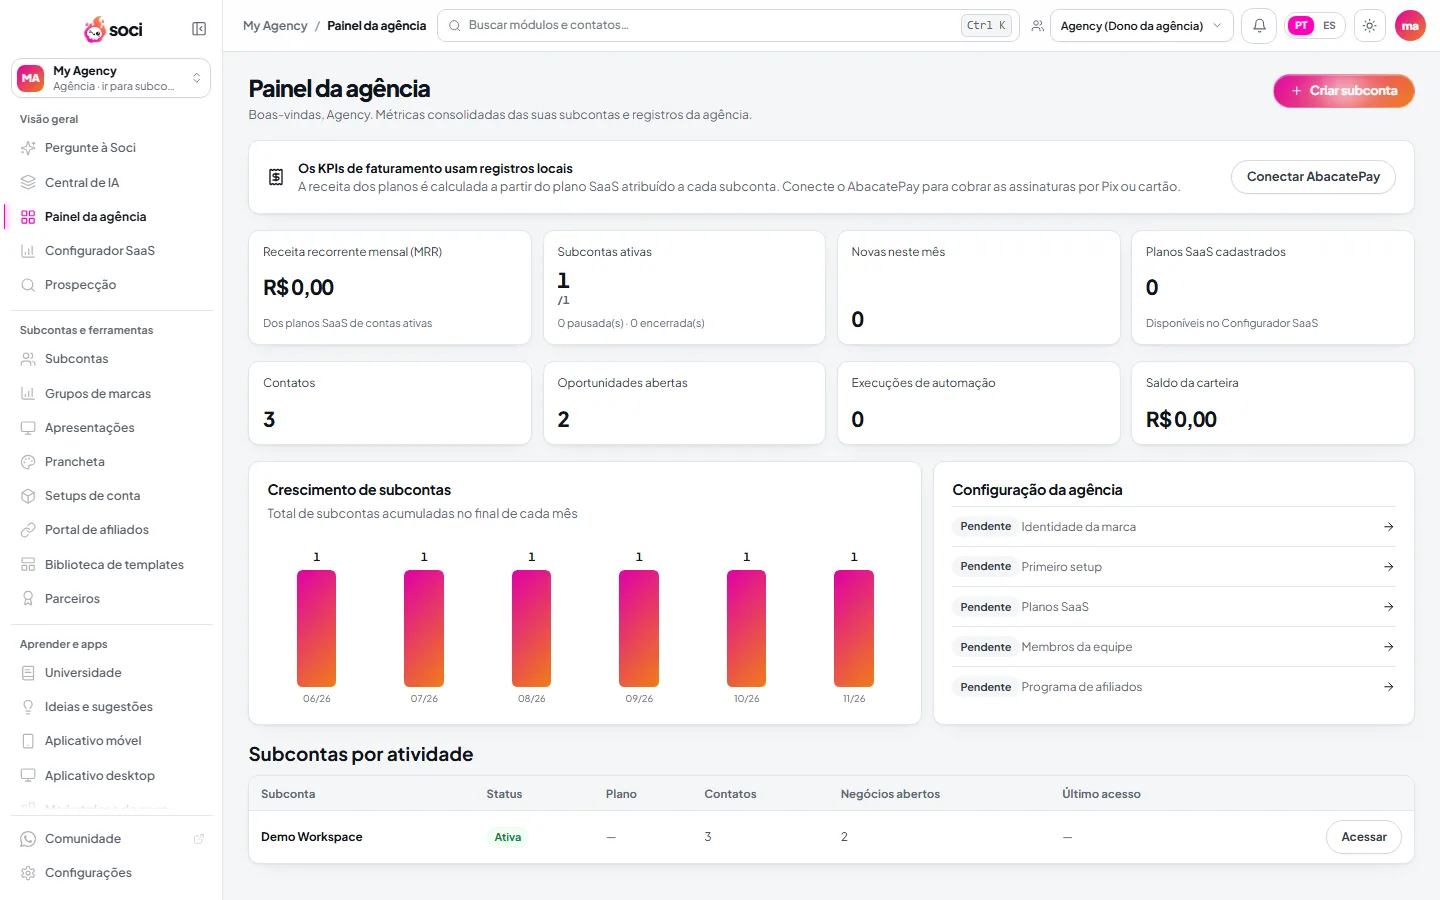 soci
My Agency / Painel da agência
Buscar módulos e contatos...
Ctrl K
Agency (Dono da agência)
PT
ES
ma
MA
My Agency
Agência · ir para subco...
Visão geral
Pergunte à Soci
Central de IA
Painel da agência
Configurador SaaS
Prospecção
Subcontas e ferramentas
Subcontas
Grupos de marcas
Apresentações
Prancheta
Setups de conta
Portal de afiliados
Biblioteca de templates
Parceiros
Aprender e apps
Universidade
Ideias e sugestões
Aplicativo móvel
Aplicativo desktop
Comunidade
Configurações
Painel da agência
Boas-vindas, Agency. Métricas consolidadas das suas subcontas e registros da agência.
+ Criar subconta
Os KPIs de faturamento usam registros locais
A receita dos planos é calculada a partir do plano SaaS atribuído a cada subconta. Conecte o AbacatePay para cobrar as assinaturas por Pix ou cartão.
Conectar AbacatePay
Receita recorrente mensal (MRR)
R$ 0,00
Dos planos SaaS de contas ativas
Subcontas ativas
1
/1
0 pausada(s) · 0 encerrada(s)
Novas neste mês
0
Planos SaaS cadastrados
0
Disponíveis no Configurador SaaS
Contatos
3
Oportunidades abertas
2
Execuções de automação
0
Saldo da carteira
R$ 0,00
Crescimento de subcontas
Total de subcontas acumuladas no final de cada mês
1 1 1 1 1 1
06/26 07/26 08/26 09/26 10/26 11/26
Configuração da agência
Pendente Identidade da marca
Pendente Primeiro setup
Pendente Planos SaaS
Pendente Membros da equipe
Pendente Programa de afiliados
Subcontas por atividade
Subconta Status Plano Contatos Negócios abertos Último acesso
Demo Workspace Ativa — 3 2 — Acessar